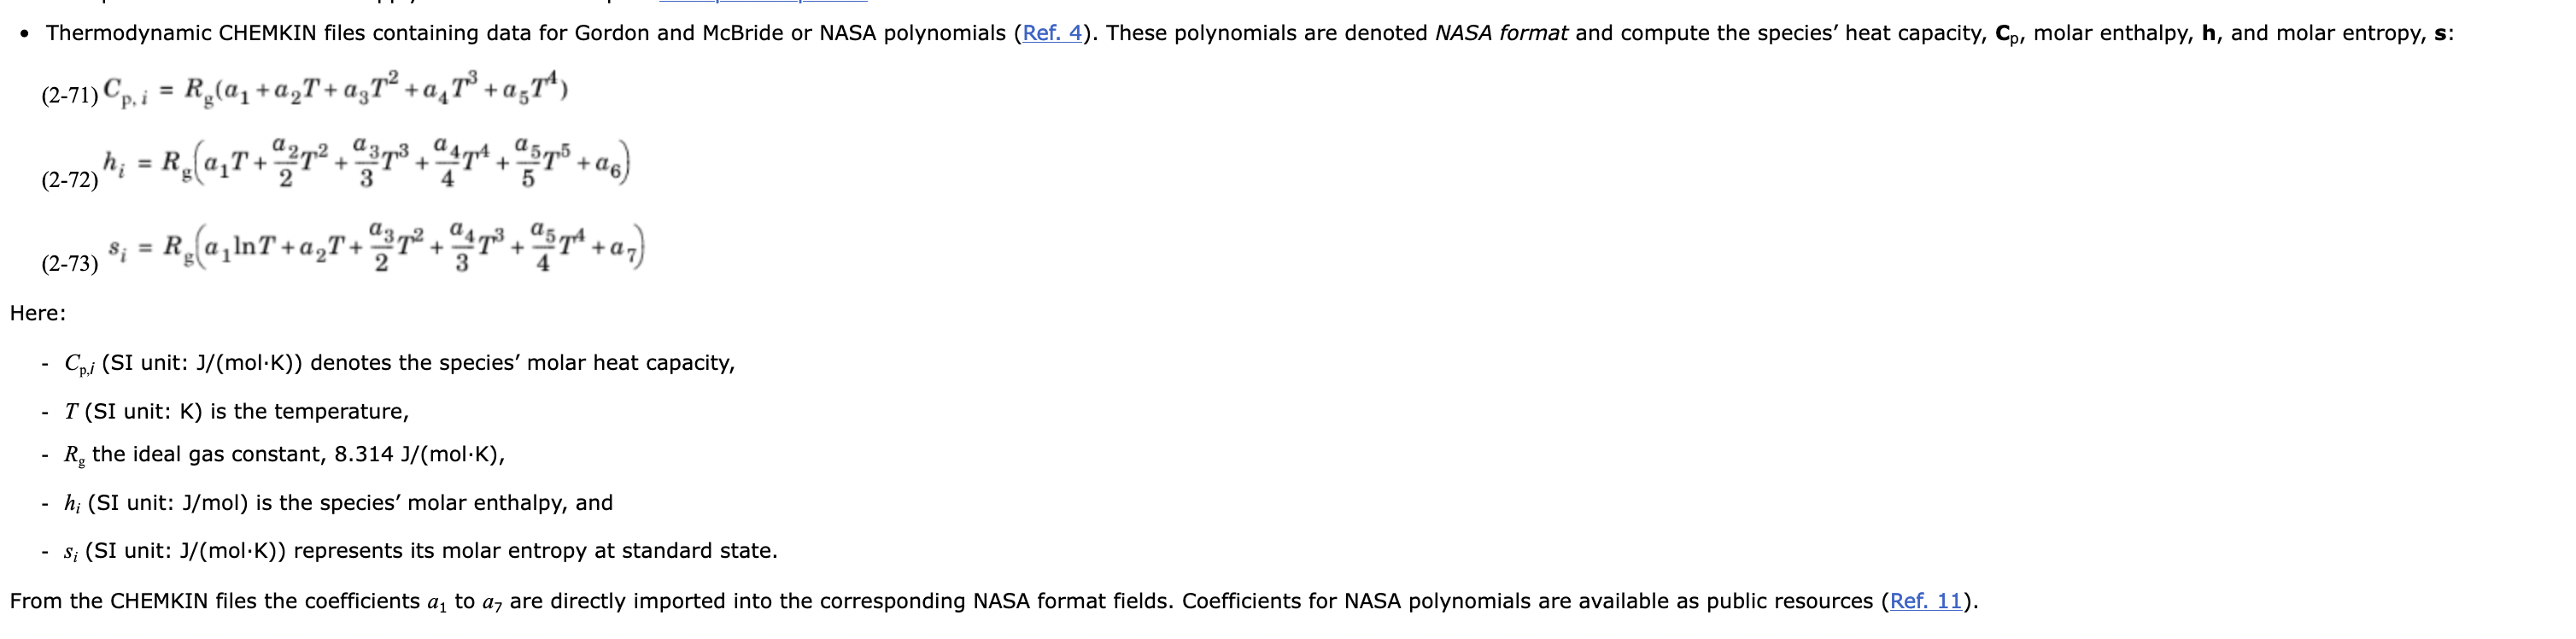 • Thermodynamic CHEMKIN files containing data for Gordon and McBride or NASA polynomials (Ref. 4). These polynomials are denoted NASA format and compute the species’ heat capacity, Cp, molar enthalpy, h, and molar entropy, s:
(2-71) C_{p,i} = R_g(a_1 + a_2T + a_3T^2 + a_4T^3 + a_5T^4)
(2-72) h_i = R_g(a_1T + \frac{a_2}{2}T^2 + \frac{a_3}{3}T^3 + \frac{a_4}{4}T^4 + \frac{a_5}{5}T^5 + a_6)
(2-73) s_i = R_g(a_1lnT + a_2T + \frac{a_3}{2}T^2 + \frac{a_4}{3}T^3 + \frac{a_5}{4}T^4 + a_7)
Here:
- C_{p,i} (SI unit: J/(mol·K)) denotes the species’ molar heat capacity,
- T (SI unit: K) is the temperature,
- R_g the ideal gas constant, 8.314 J/(mol·K),
- h_i (SI unit: J/mol) is the species’ molar enthalpy, and
- s_i (SI unit: J/(mol·K)) represents its molar entropy at standard state.
From the CHEMKIN files the coefficients a_1 to a_7 are directly imported into the corresponding NASA format fields. Coefficients for NASA polynomials are available as public resources (Ref. 11).